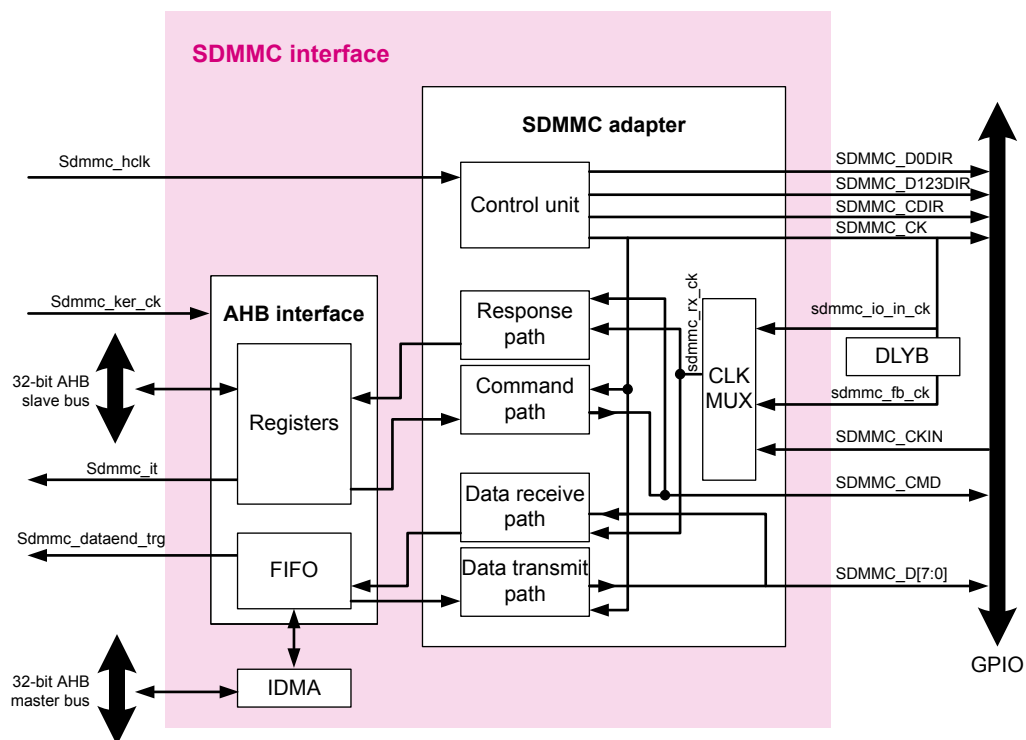 SDMMC interface
SDMMC adapter
Sdmmc_hclk
Control unit
SDMMC_D0DIR
SDMMC_D123DIR
SDMMC_CDIR
SDMMC_CK
Sdmmc_ker_ck
AHB interface
Response
path
sdmmc_rx_ck
sdmmc_io_in_ck
DLYB
CLK
MUX
sdmmc_fb_ck
32-bit AHB
slave bus
Registers
Command
path
SDMMC_CKIN
Sdmmc_it
Data receive
path
SDMMC_CMD
Sdmmc_dataend_trg
FIFO
Data transmit
path
SDMMC_D[7:0]
32-bit AHB
master bus
IDMA
GPIO